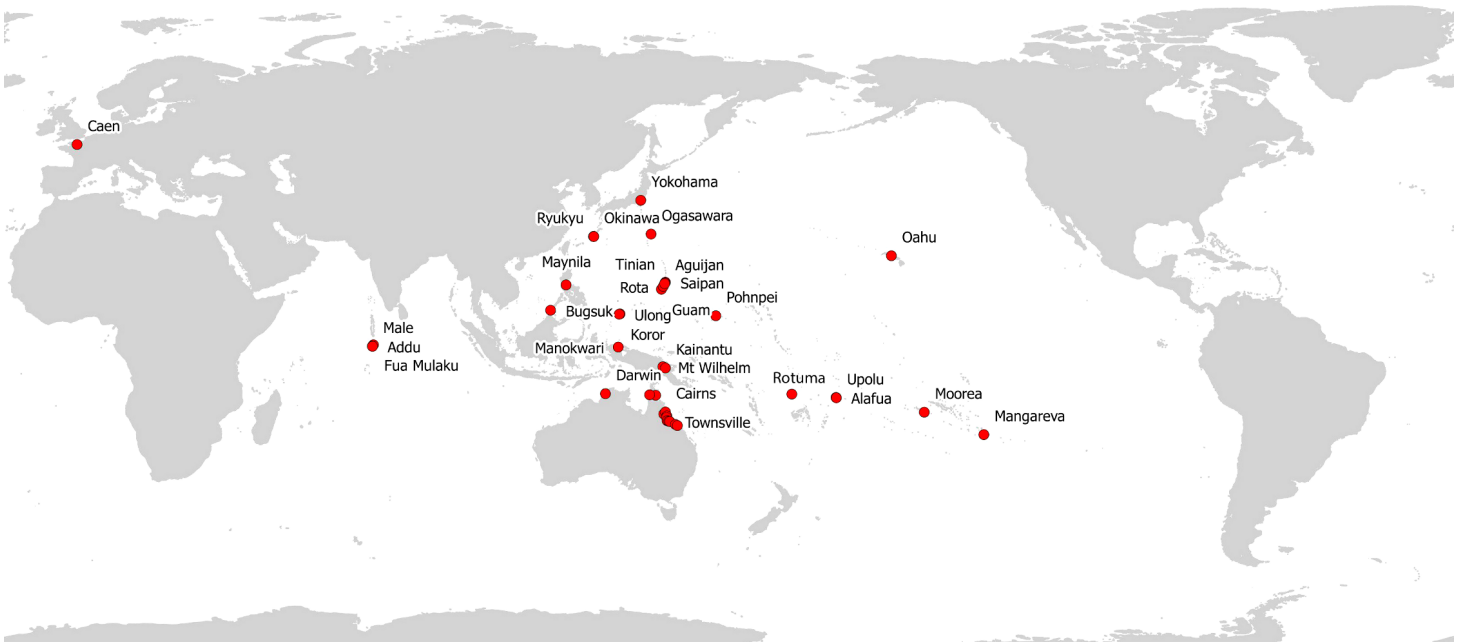 Caen
Yokohama
Ryukyu
Okinawa
Ogasawara
Oahu
Maynila
Tinian
Aguijan
Rota
Saipan
Pohnpei
Bugsuk
Ulong
Guam
Male
Addu
Fua Mulaku
Koror
Manokwari
Kainantu
Mt Wilhelm
Darwin
Cairns
Rotuma
Upolu
Alafua
Moorea
Mangareva
Townsville